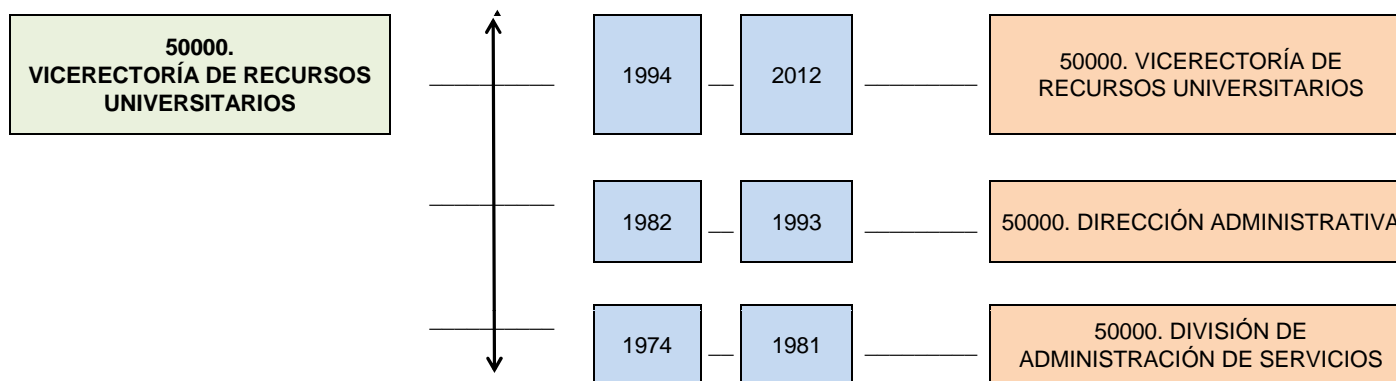 50000.
VICERECTORÍA DE RECURSOS
UNIVERSITARIOS
1994
2012
50000. VICERECTORÍA DE
RECURSOS UNIVERSITARIOS
1982
1993
50000. DIRECCIÓN ADMINISTRATIVA
1974
1981
50000. DIVISIÓN DE
ADMINISTRACIÓN DE SERVICIOS